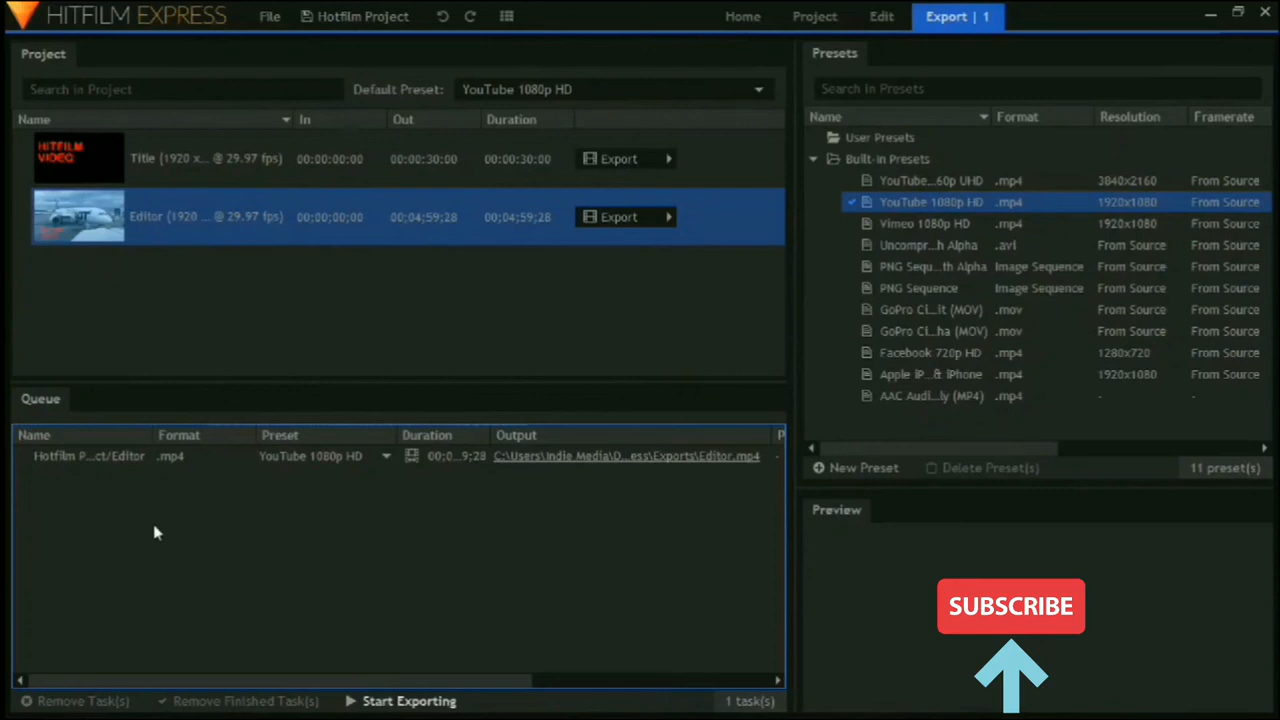 HITFILM EXPRESS File Hotfilm Project Home Project Edit Export | 1
Project
Search in Project Default Preset: YouTube 1080p HD
Name In Out Duration
HITFILM
VIDEO
Title (1920 x... @ 29.97 fps) 00:00:00:00 00:00:30:00 00:00:30:00 Export
Editor (1920 ... @ 29.97 fps) 00;00;00;00 00;04;59;28 00;04;59;28 Export
Presets
Search In Presets
Name Format Resolution Framerate
User Presets
Built-In Presets
YouTube...60p UHD .mp4 3840x2160 From Source
YouTube 1080p HD .mp4 1920x1080 From Source
Vimeo 1080p HD .mp4 1920x1080 From Source
Uncompr...h Alpha .avi From Source From Source
PNG Sequ...th Alpha Image Sequence From Source From Source
PNG Sequence Image Sequence From Source From Source
GoPro Ci...it (MOV) .mov From Source From Source
GoPro Ci...ha (MOV) .mov From Source From Source
Facebook 720p HD .mp4 1280x720 From Source
Apple iP...& iPhone .mp4 1920x1080 From Source
AAC Audi...ly (MP4) .mp4 - -
New Preset Delete Preset(s) 11 preset(s)
Queue
Name Format Preset Duration Output P
Hotfilm P...ct/Editor .mp4 YouTube 1080p HD 00;0...9;28 C:\Users\Indie Media\D...ess\Exports\Editor.mp4 -
Remove Task(s) Remove Finished Task(s) Start Exporting 1 task(s)
Preview
SUBSCRIBE